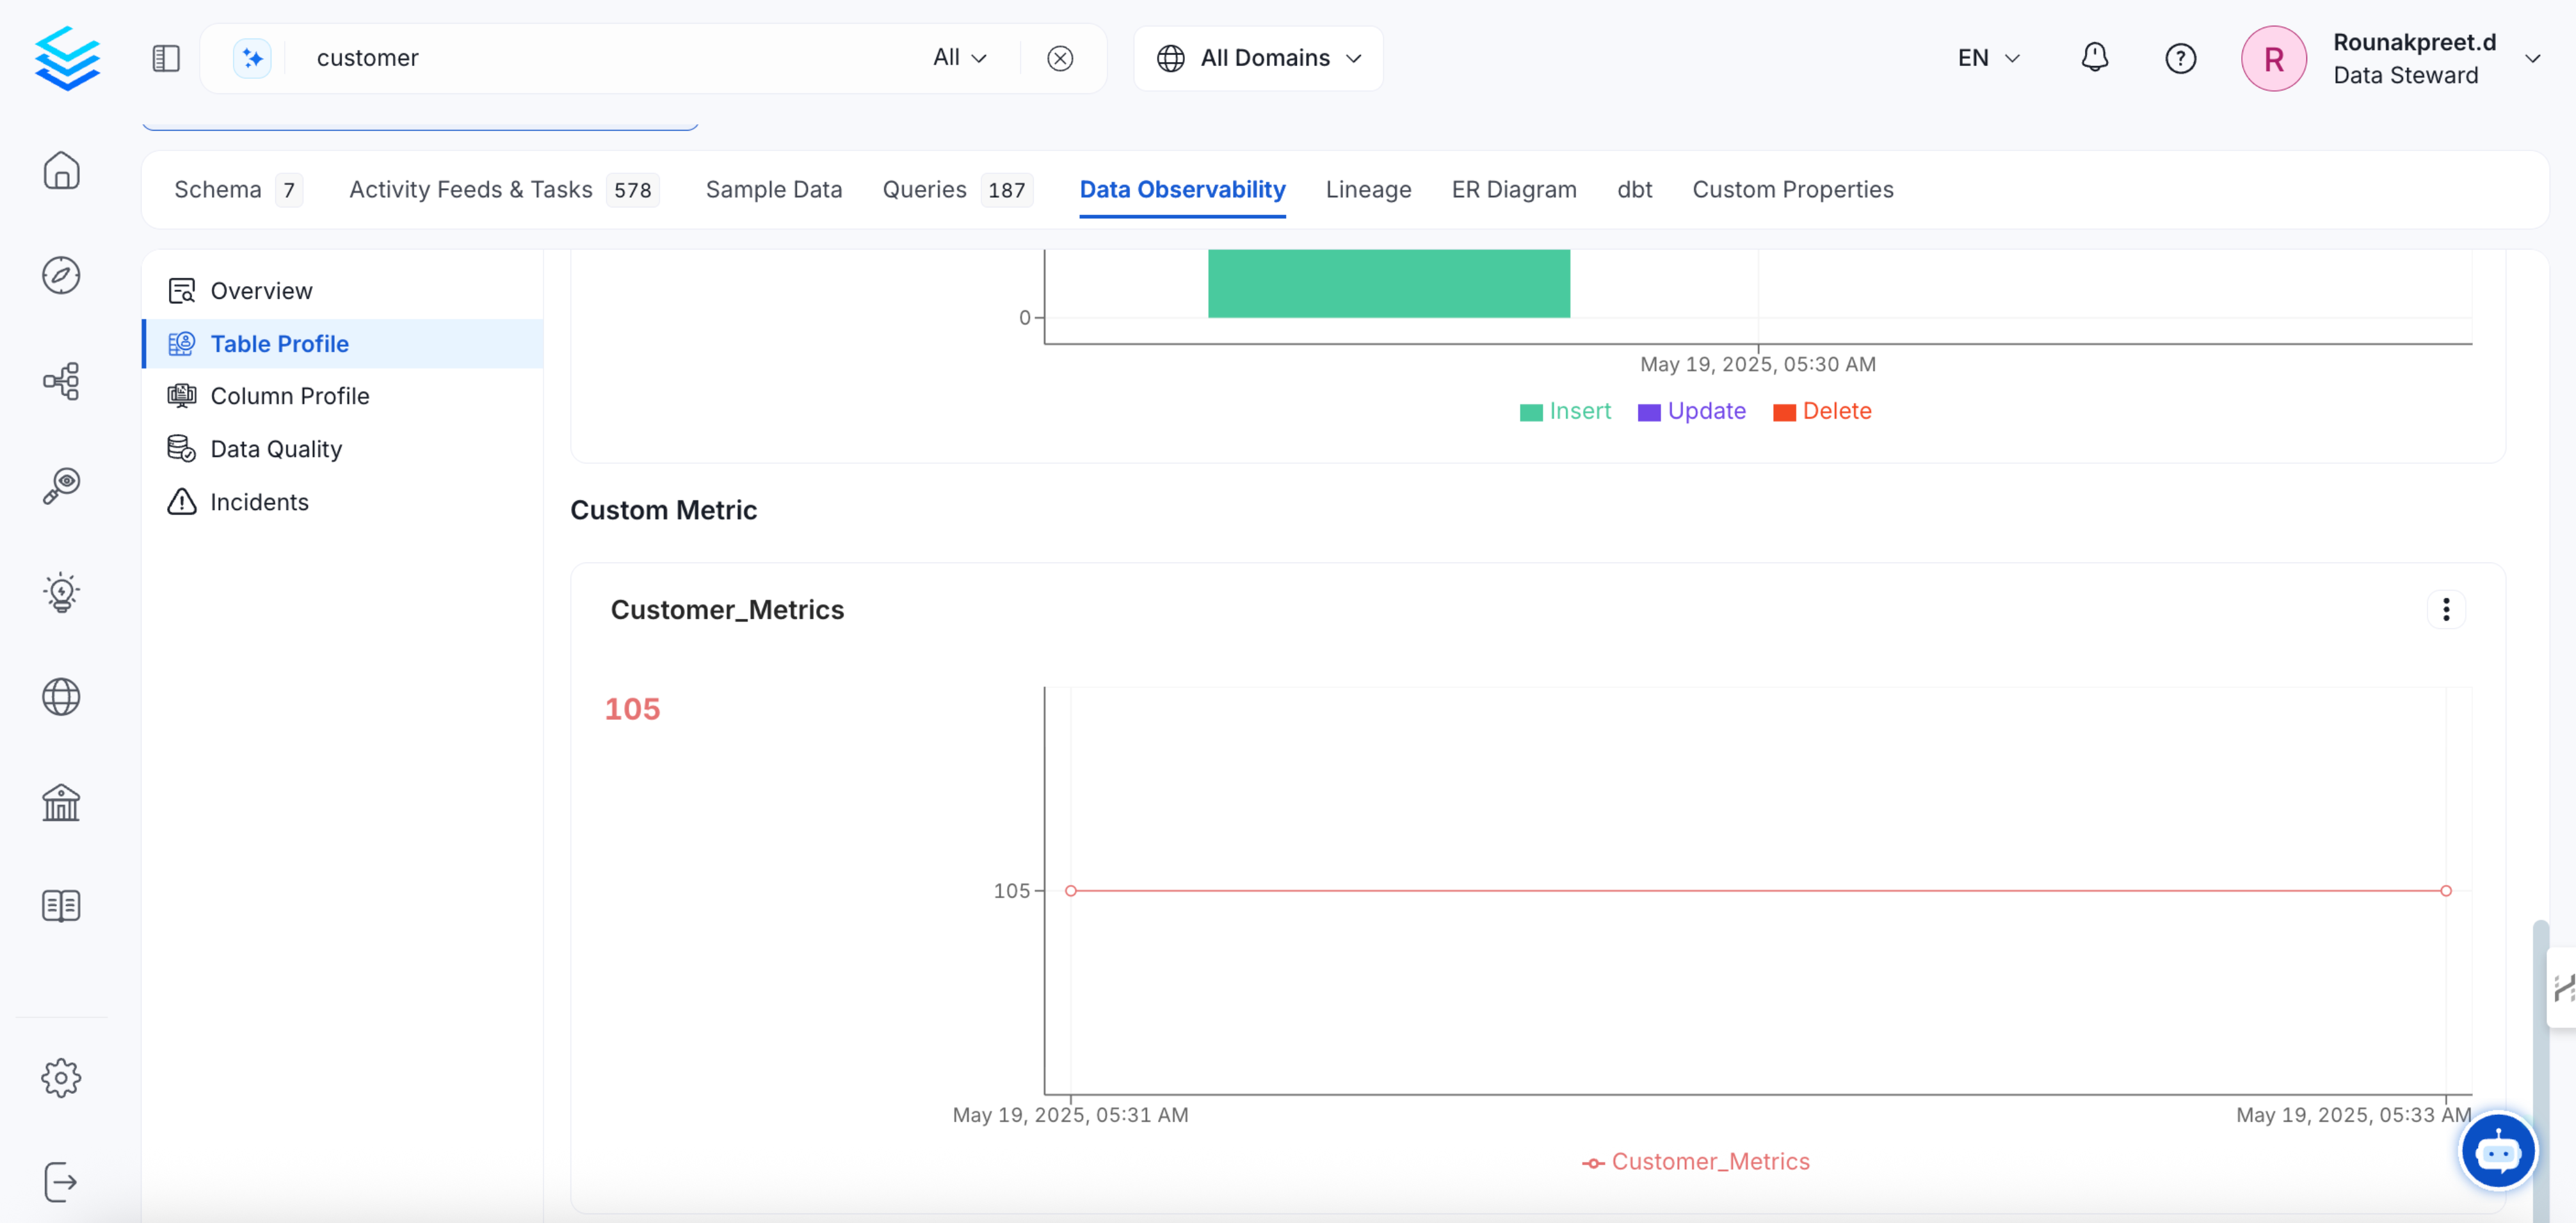 customer
All
All Domains
EN
R
Rounakpreet.d
Data Steward
Schema 7
Activity Feeds & Tasks 578
Sample Data
Queries 187
Data Observability
Lineage
ER Diagram
dbt
Custom Properties
Overview
Table Profile
Column Profile
Data Quality
Incidents
0
May 19, 2025, 05:30 AM
Insert Update Delete
Custom Metric
Customer_Metrics
105
105
May 19, 2025, 05:31 AM
May 19, 2025, 05:33 AM
Customer_Metrics